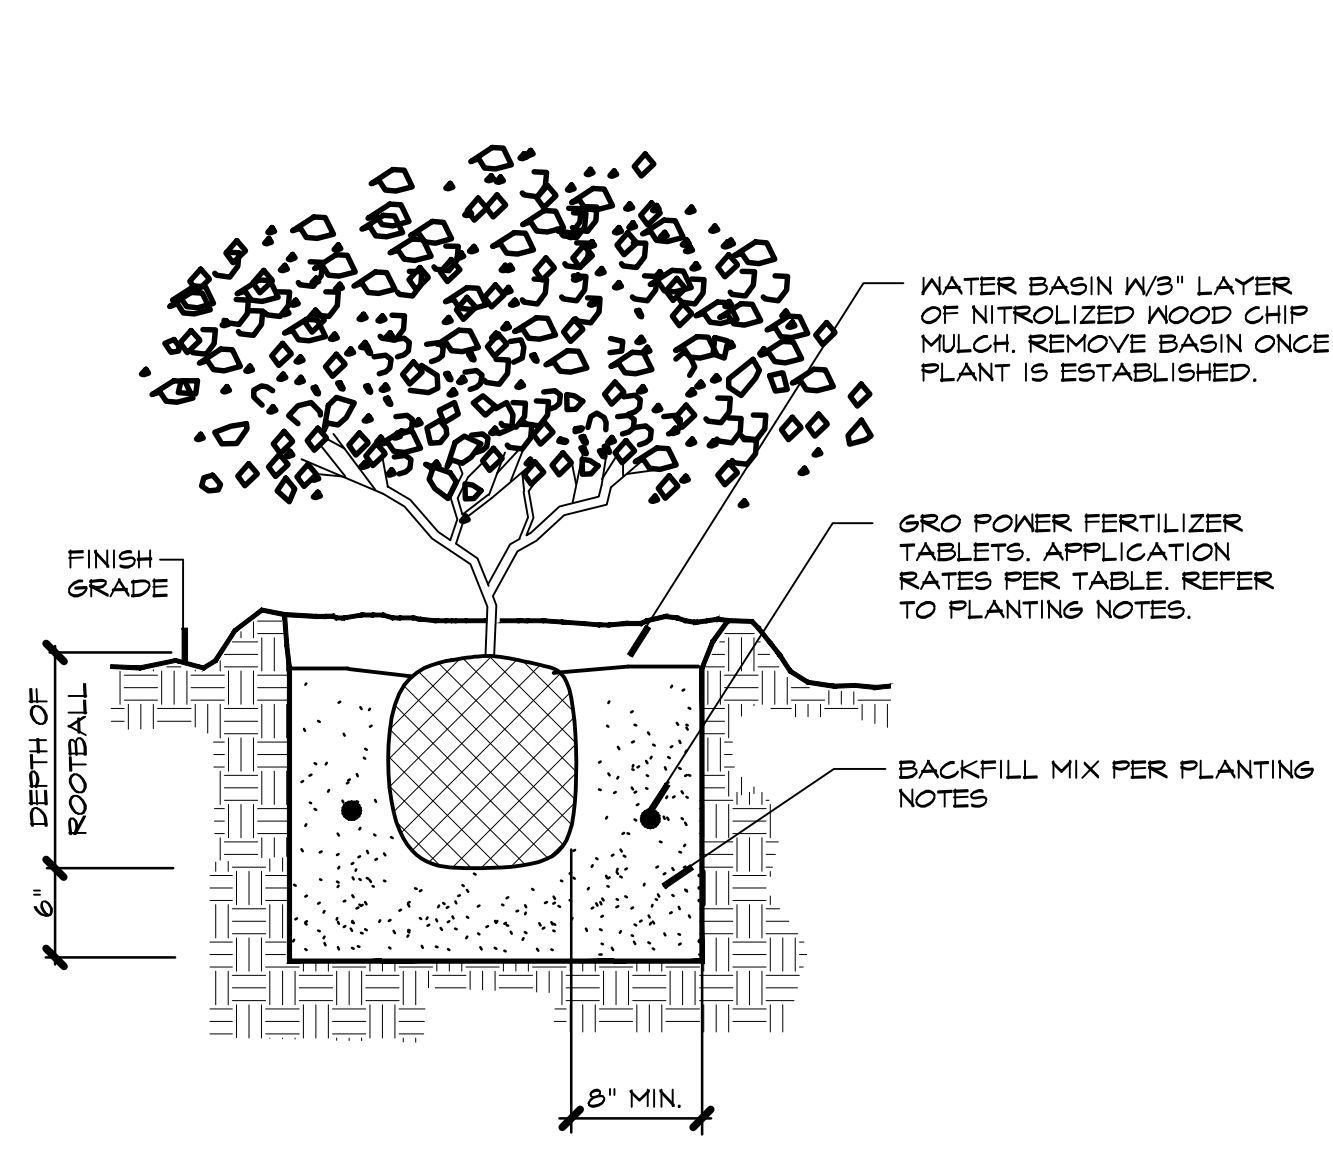 WATER BASIN W/3" LAYER
OF NITROLIZED WOOD CHIP
MULCH. REMOVE BASIN ONCE
PLANT IS ESTABLISHED.
GRO POWER FERTILIZER
TABLETS. APPLICATION
RATES PER TABLE. REFER
TO PLANTING NOTES.
FINISH
GRADE
DEPTH OF
ROOTBALL
BACKFILL MIX PER PLANTING
NOTES
6"
8" MIN.